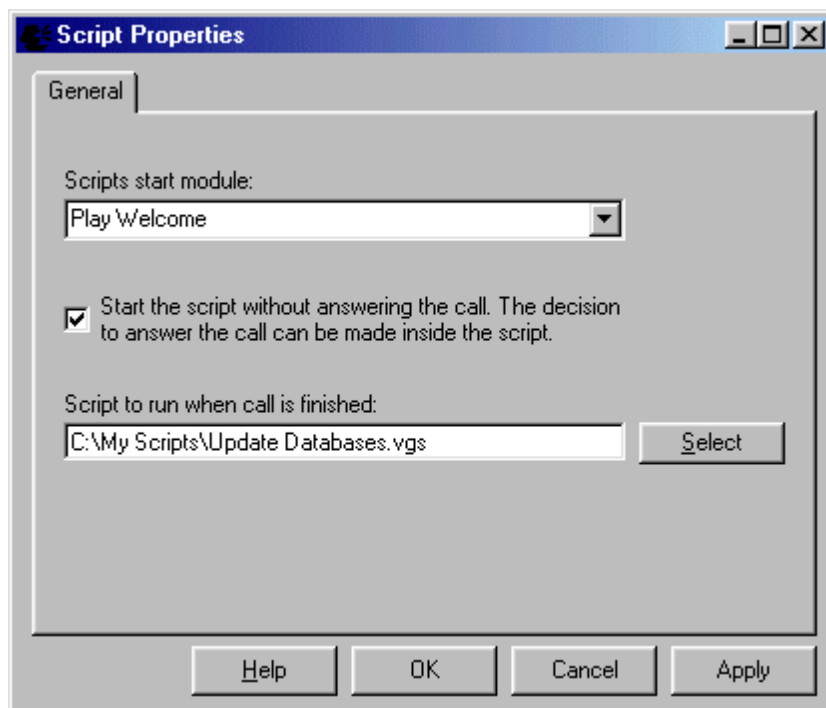 Script Properties
General
Scripts start module:
Play Welcome
Start the script without answering the call. The decision
to answer the call can be made inside the script.
Script to run when call is finished:
C:\My Scripts\Update Databases.vgs
Select
Help
OK
Cancel
Apply